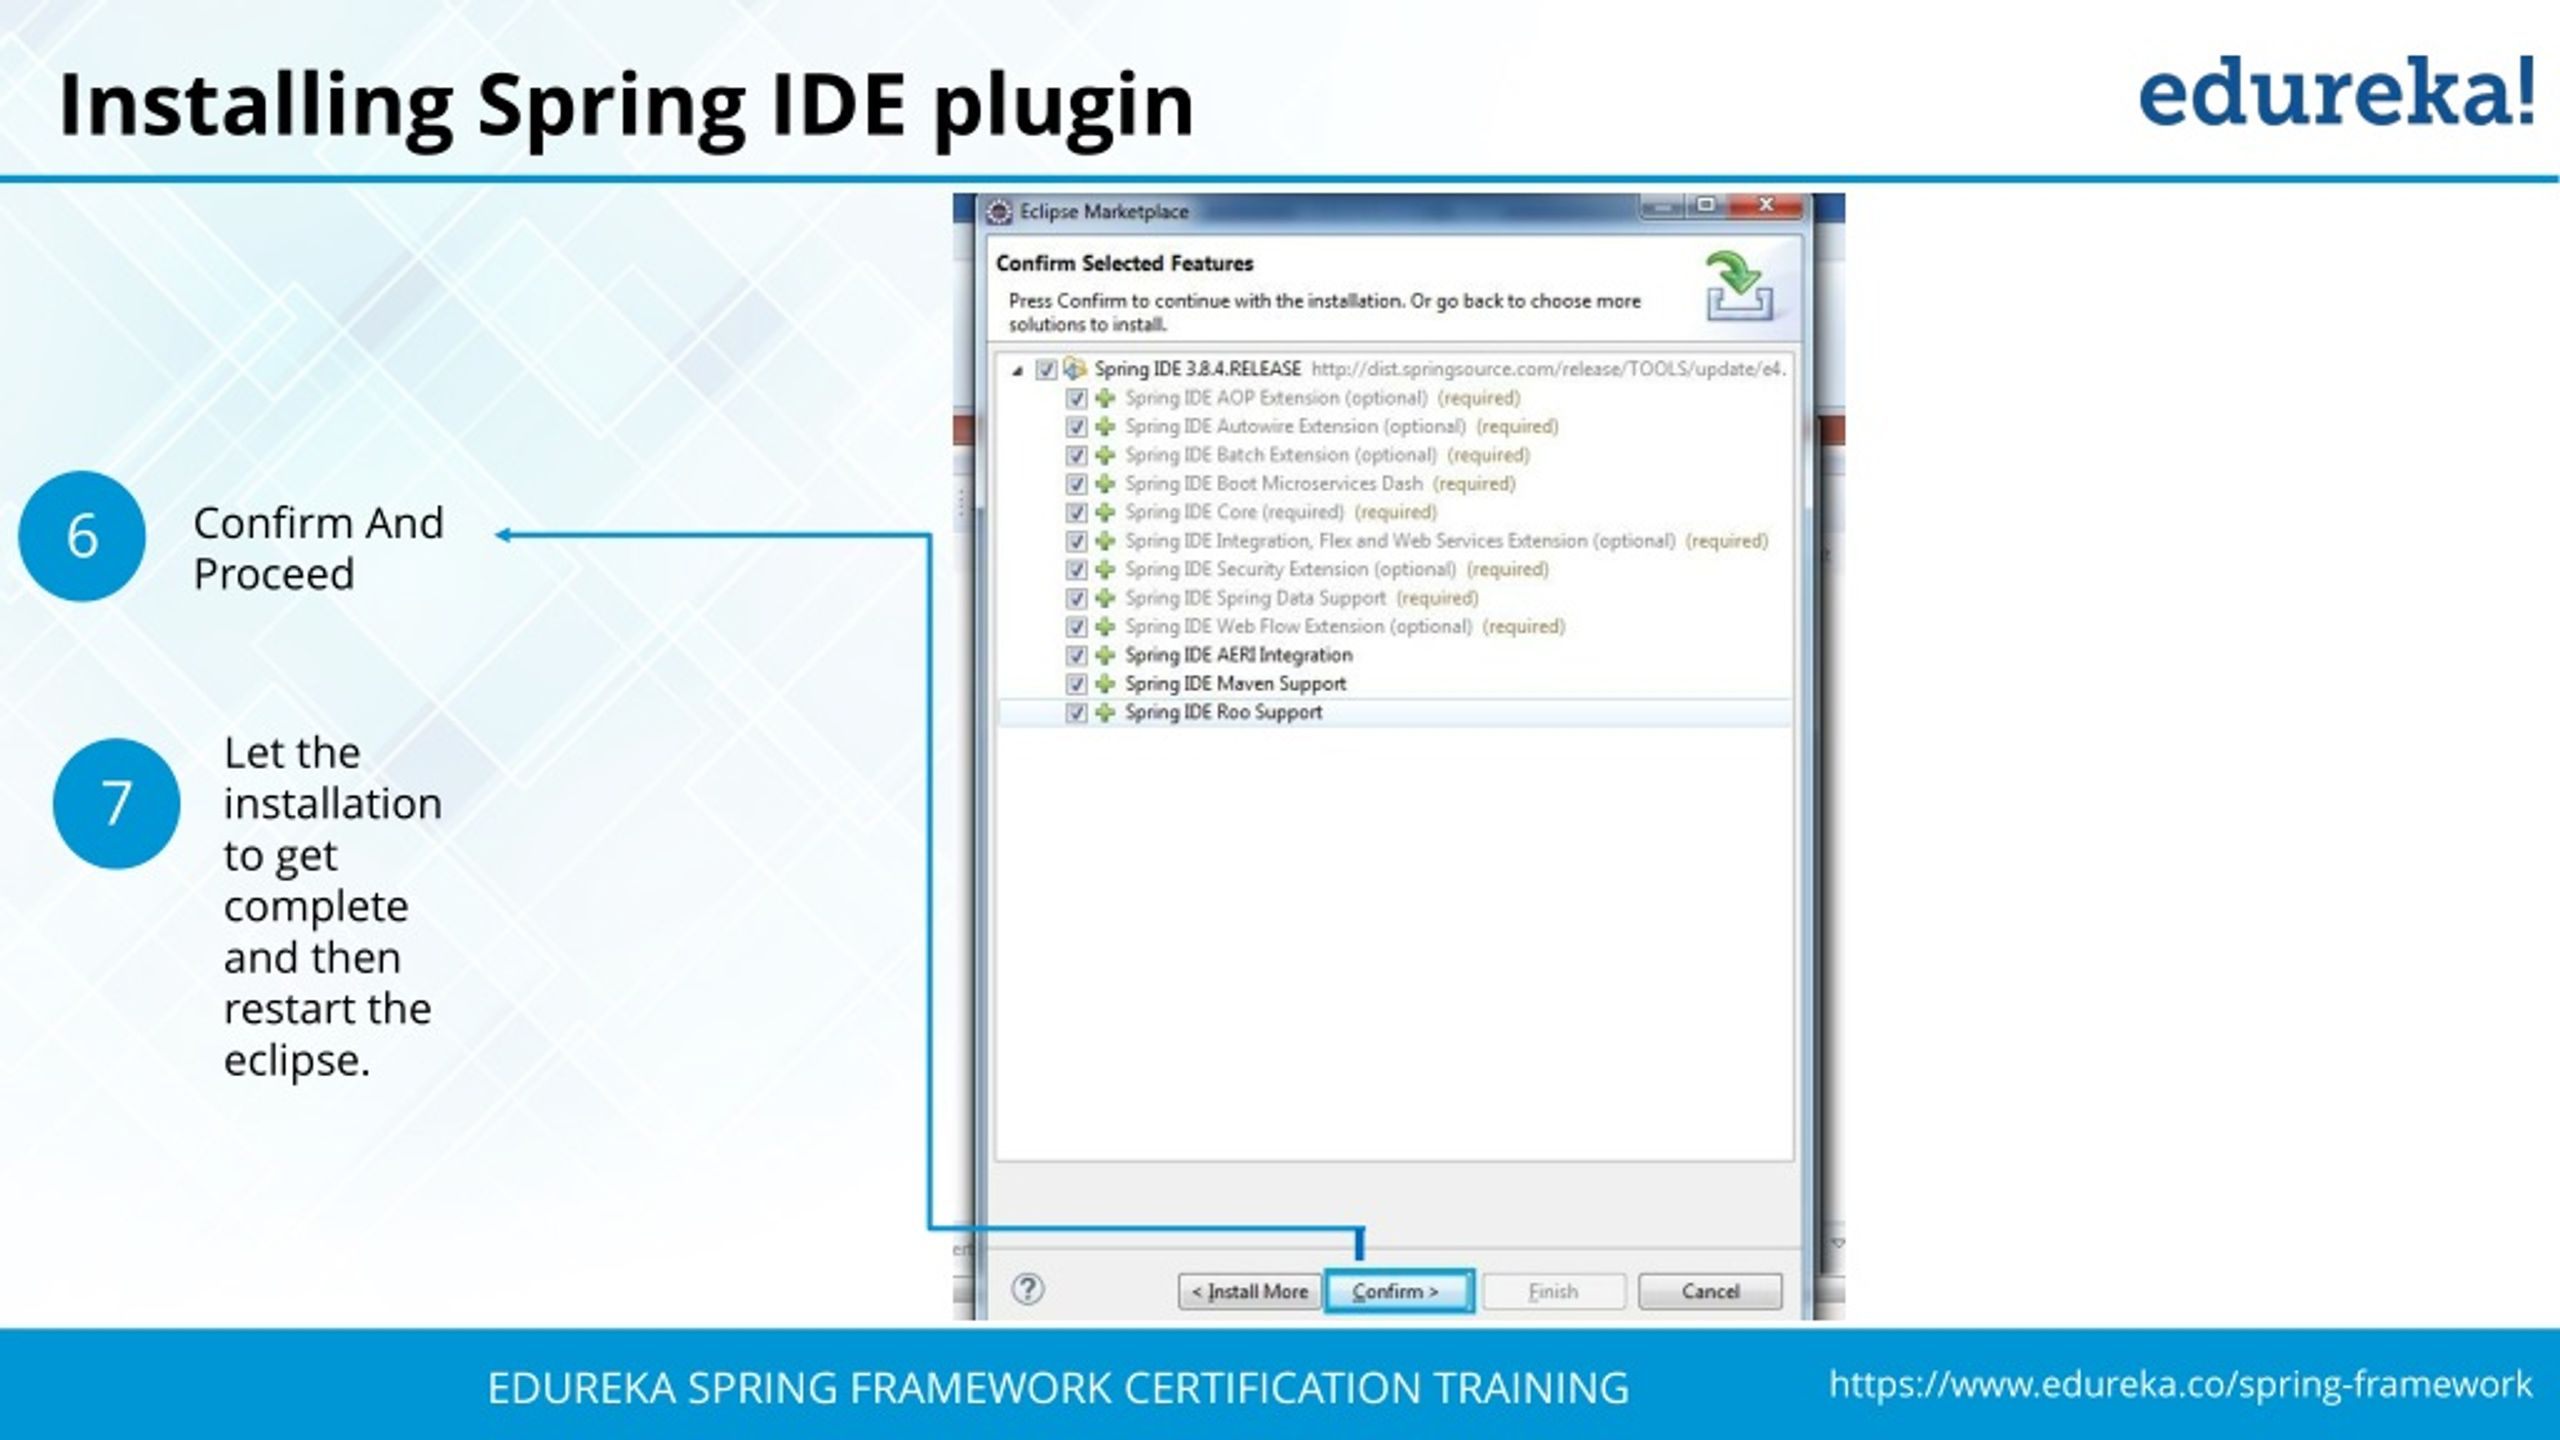 Installing Spring IDE plugin
edureka!
6
Confirm And
Proceed
7
Let the
installation
to get
complete
and then
restart the
eclipse.
Eclipse Marketplace
Confirm Selected Features
Press Confirm to continue with the installation. Or go back to choose more
solutions to install.
Spring IDE 3.8.4.RELEASE http://dist.springsource.com/release/TOOLS/update/e4.
Spring IDE AOP Extension (optional) (required)
Spring IDE Autowire Extension (optional) (required)
Spring IDE Batch Extension (optional) (required)
Spring IDE Boot Microservices Dash (required)
Spring IDE Core (required) (required)
Spring IDE Integration, Flex and Web Services Extension (optional) (required)
Spring IDE Security Extension (optional) (required)
Spring IDE Spring Data Support (required)
Spring IDE Web Flow Extension (optional) (required)
Spring IDE AERI Integration
Spring IDE Maven Support
Spring IDE Roo Support
< Install More
Confirm >
Finish
Cancel
EDUREKA SPRING FRAMEWORK CERTIFICATION TRAINING
https://www.edureka.co/spring-framework